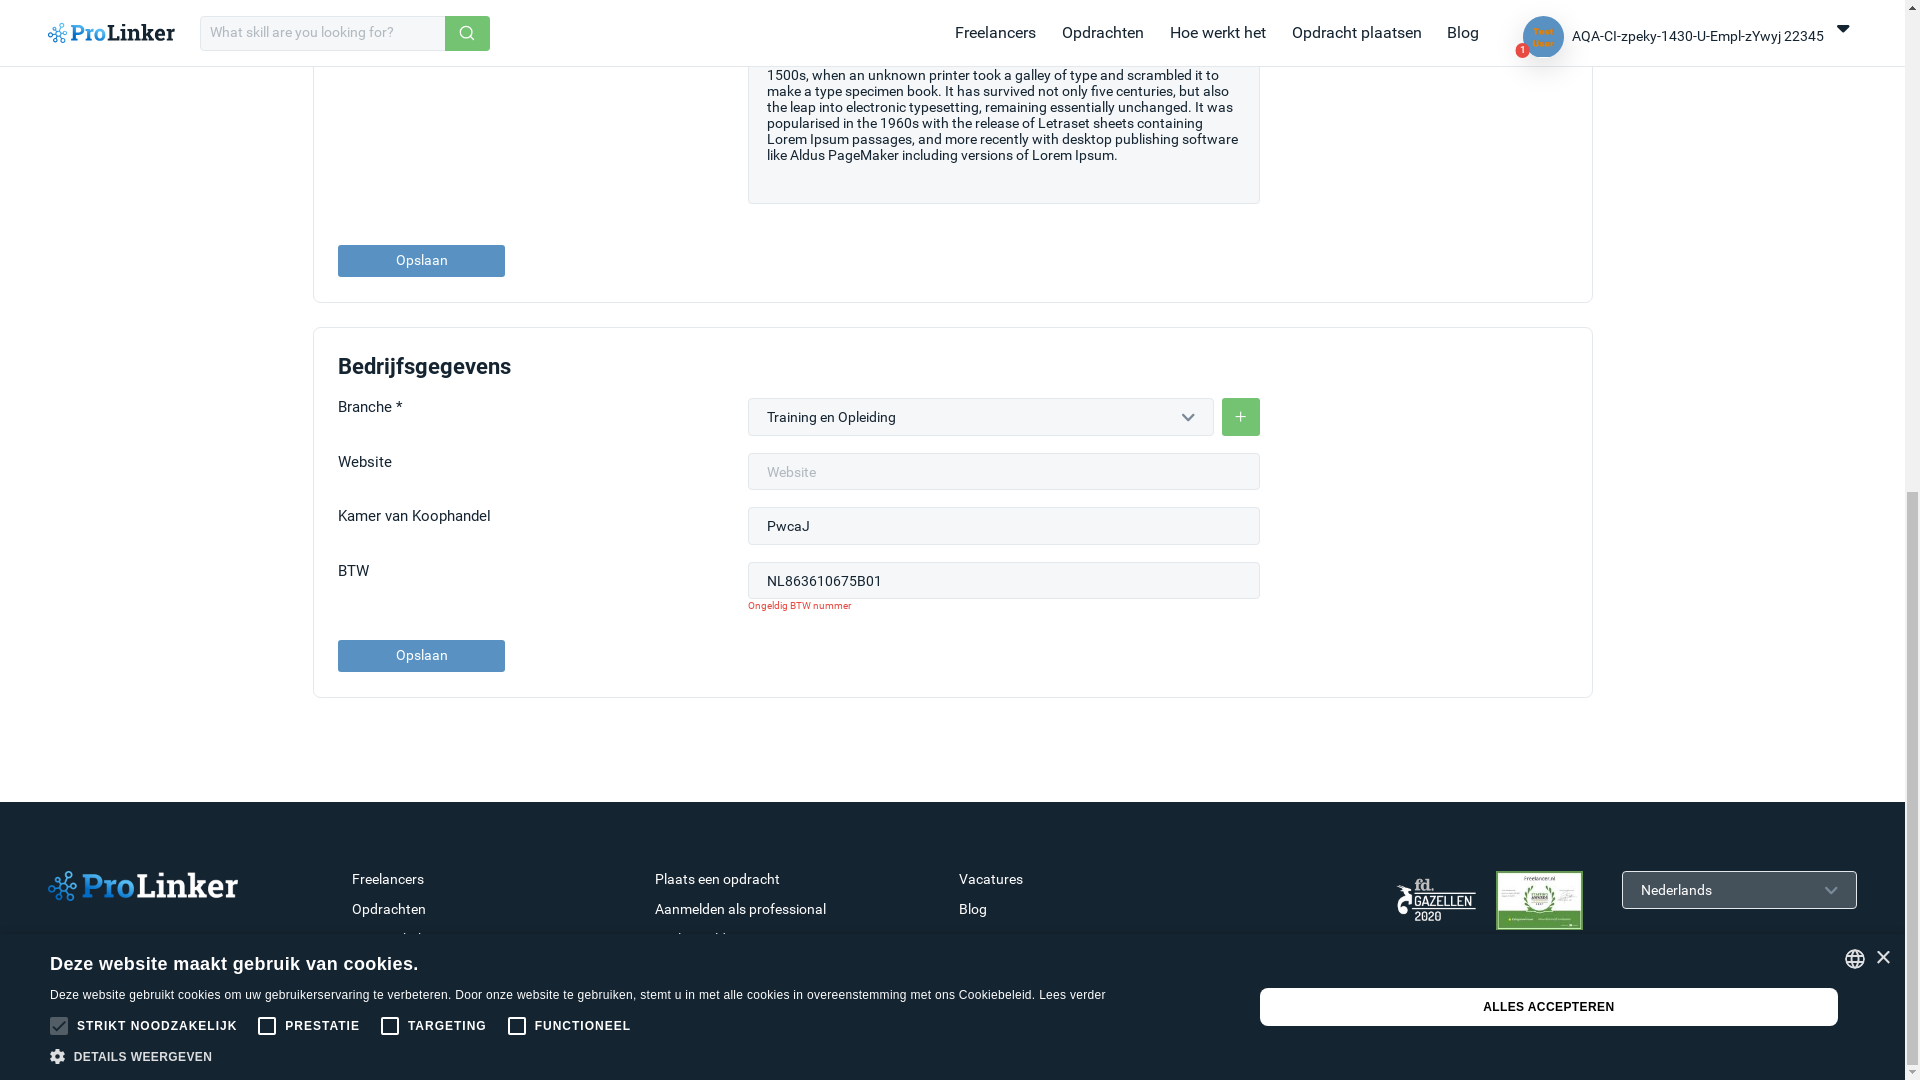 ProLinker
What skill are you looking for?
Freelancers
Opdrachten
Hoe werkt het
Opdracht plaatsen
Blog
Test
User
1
AQA-CI-zpeky-1430-U-Empl-zYwyj 22345
1500s, when an unknown printer took a galley of type and scrambled it to
make a type specimen book. It has survived not only five centuries, but also
the leap into electronic typesetting, remaining essentially unchanged. It was
popularised in the 1960s with the release of Letraset sheets containing
Lorem Ipsum passages, and more recently with desktop publishing software
like Aldus PageMaker including versions of Lorem Ipsum.
Opslaan
Bedrijfsgegevens
Branche *
Training en Opleiding
+
Website
Website
Kamer van Koophandel
PwcaJ
BTW
NL863610675B01
Ongeldig BTW nummer
Opslaan
ProLinker
Freelancers
Opdrachten
Plaats een opdracht
Aanmelden als professional
Vacatures
Blog
fd.
GAZELLEN
2020
Freelancer.nl
Nederlands
Deze website maakt gebruik van cookies.
Deze website gebruikt cookies om uw gebruikerservaring te verbeteren. Door onze website te gebruiken, stemt u in met alle cookies in overeenstemming met ons Cookiebeleid. Lees verder
STRIKT NOODZAKELIJK
PRESTATIE
TARGETING
FUNCTIONEEL
DETAILS WEERGEVEN
ALLES ACCEPTEREN
×